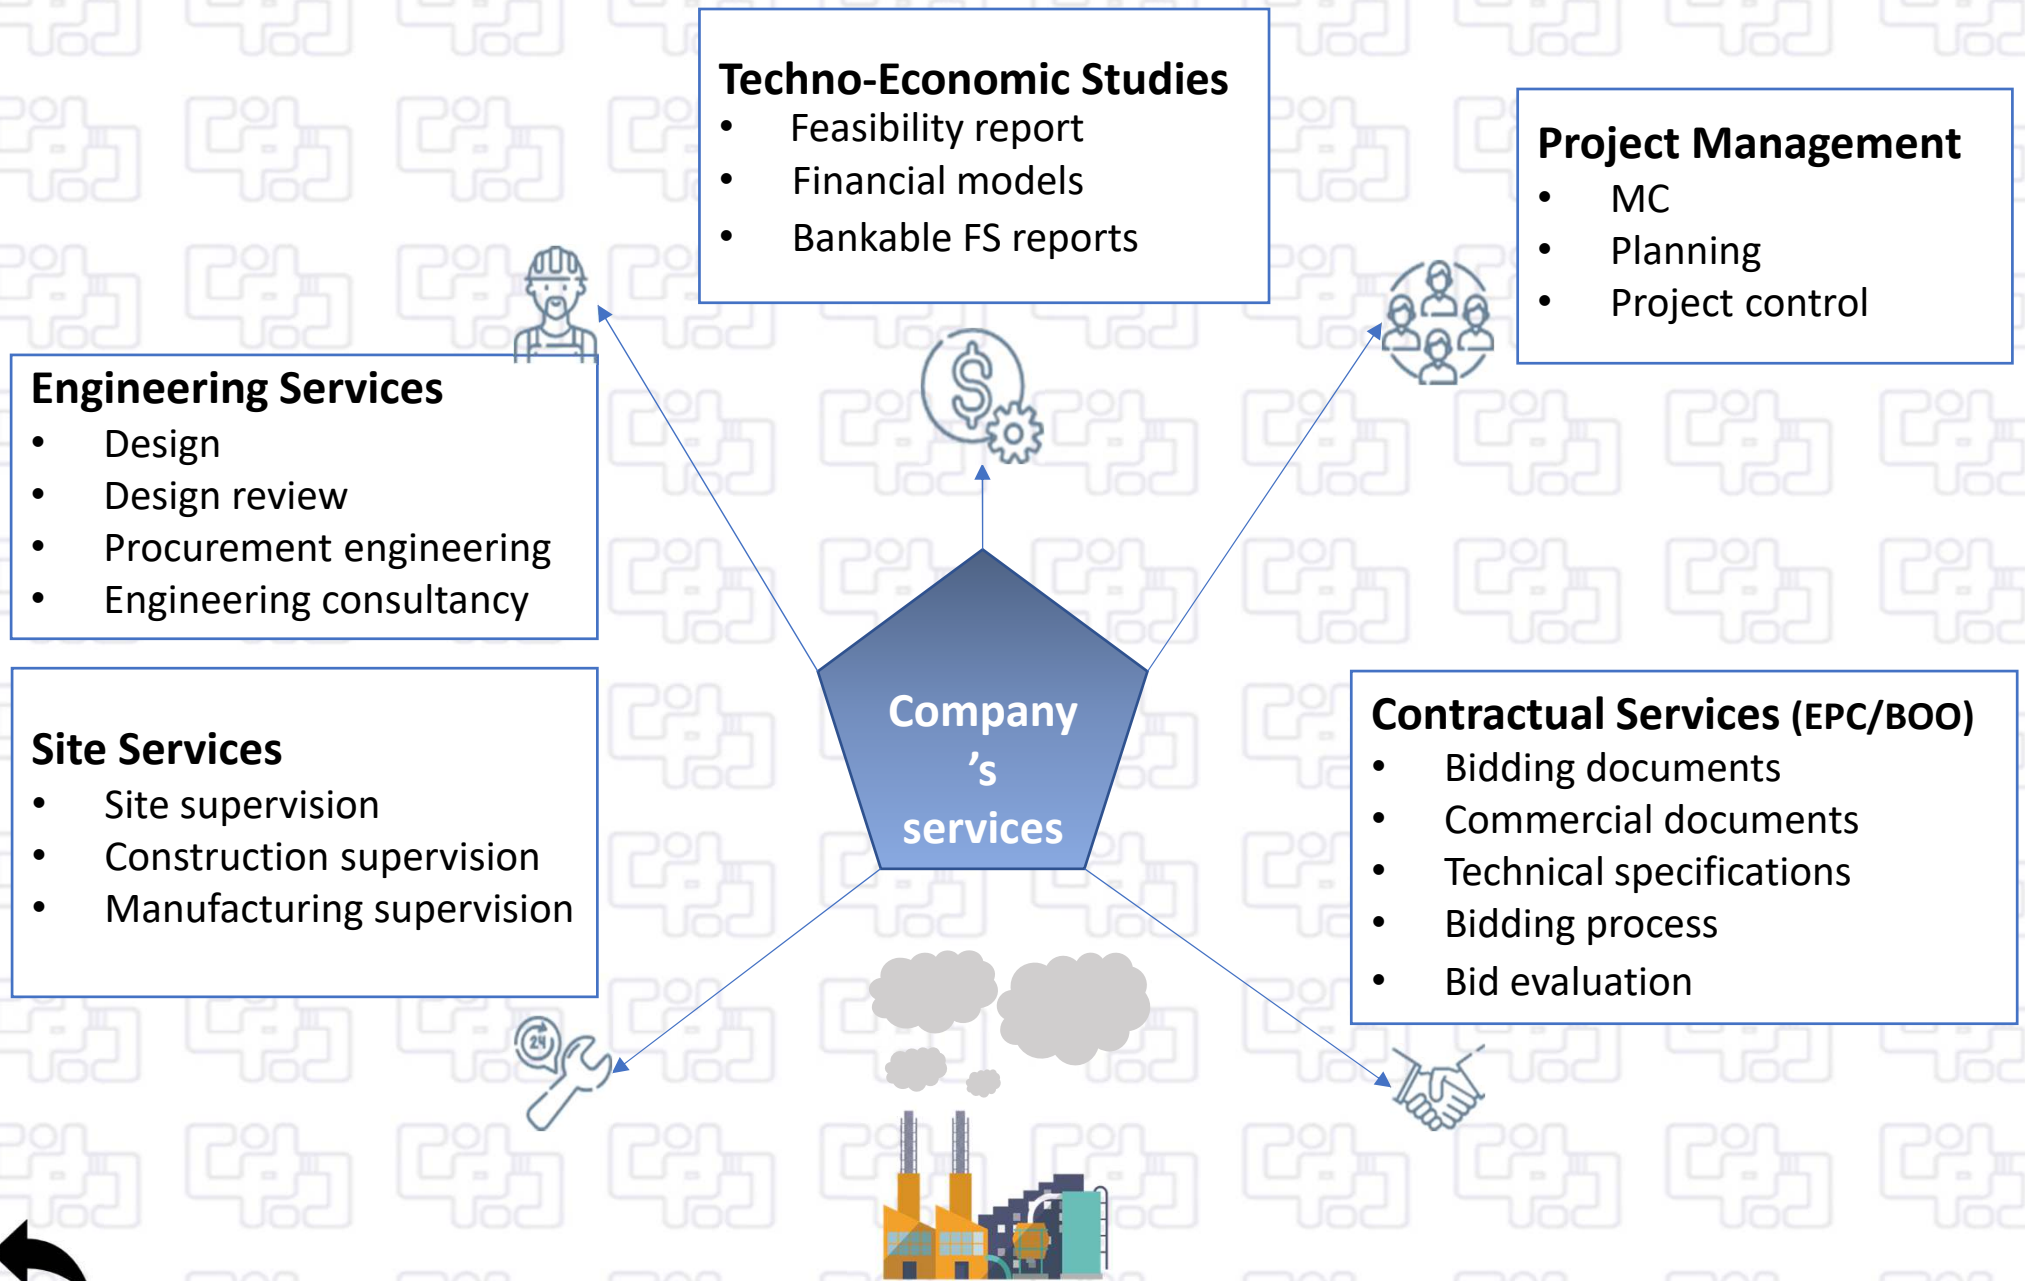 Techno-Economic Studies
• Feasibility report
• Financial models
• Bankable FS reports
Project Management
• MC
• Planning
• Project control
Engineering Services
• Design
• Design review
• Procurement engineering
• Engineering consultancy
Site Services
• Site supervision
• Construction supervision
• Manufacturing supervision
Company
's
services
Contractual Services (EPC/BOO)
• Bidding documents
• Commercial documents
• Technical specifications
• Bidding process
• Bid evaluation
24